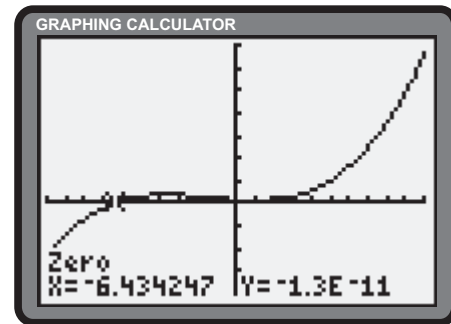 GRAPHING CALCULATOR
Zero
X=-6.434247 Y=-1.3E-11